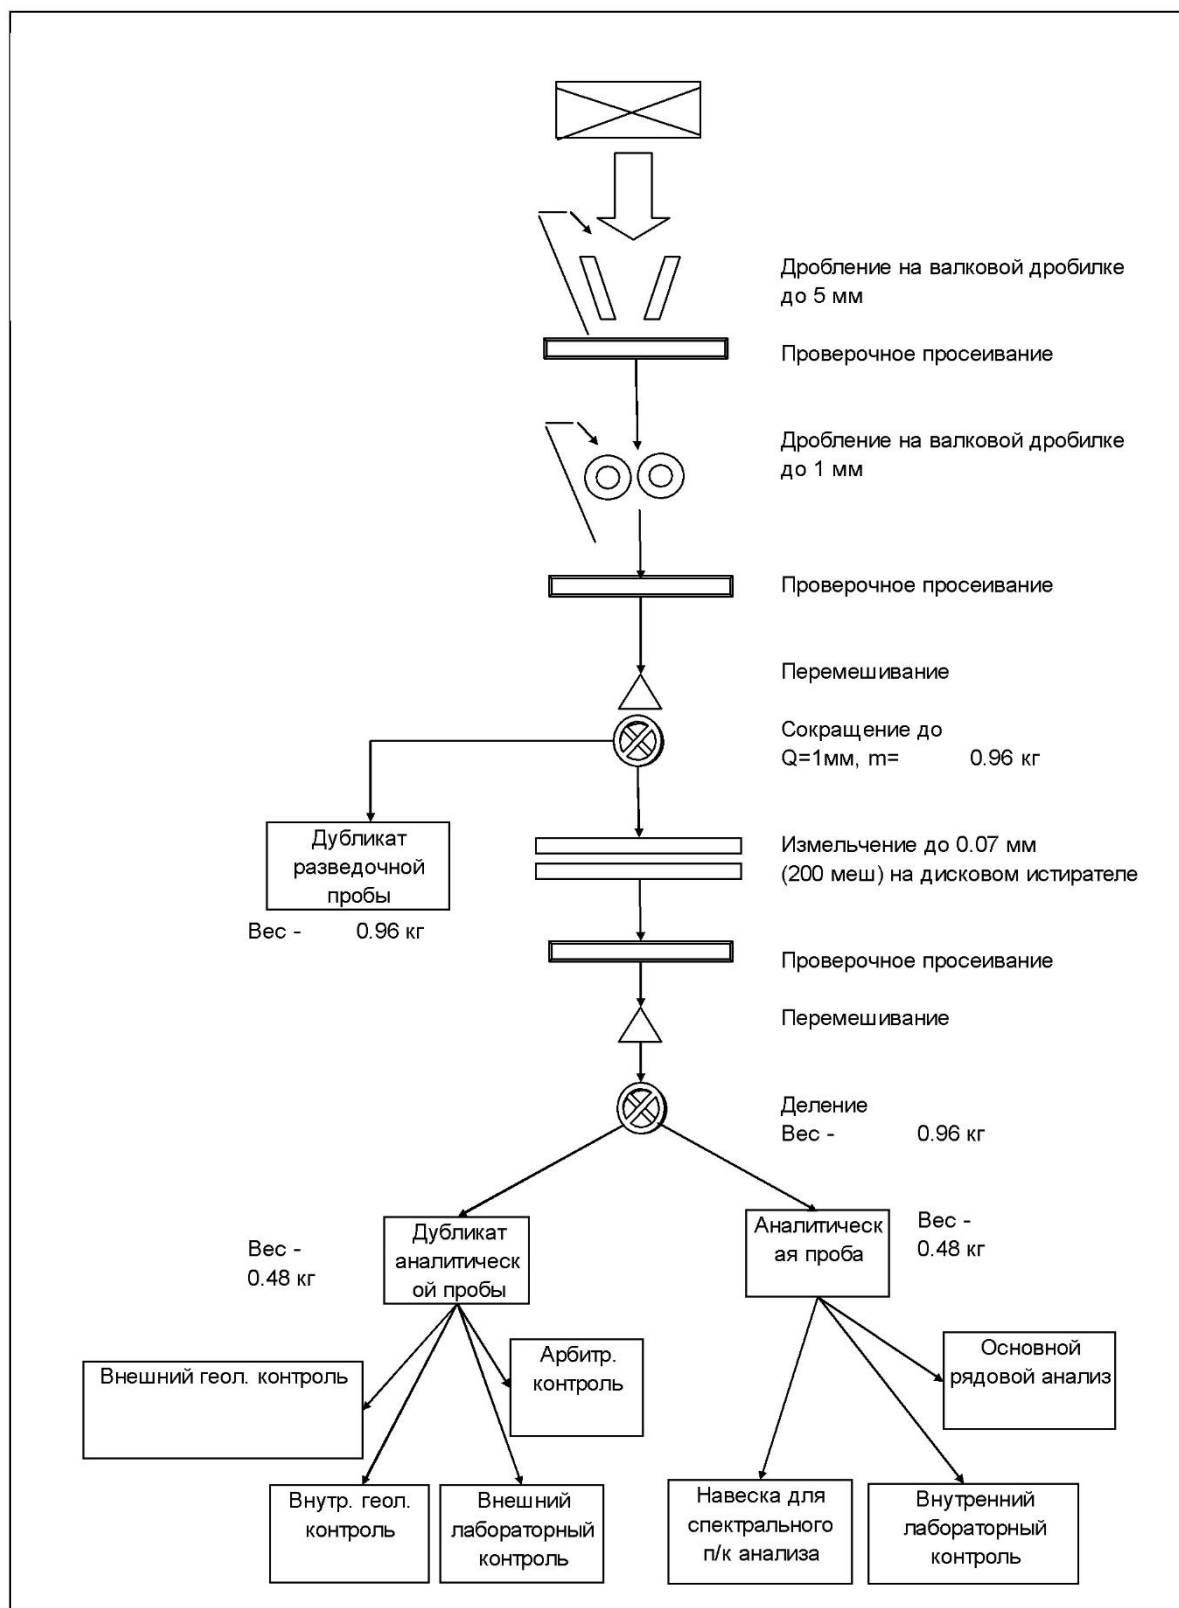 Дробление на валковой дробилке
до 5 мм
Проверочное просеивание
Дробление на валковой дробилке
до 1 мм
Проверочное просеивание
Перемешивание
Сокращение до
Q=1мм, m= 0.96 кг
Дубликат
разведочной
пробы
Вес - 0.96 кг
Измельчение до 0.07 мм
(200 меш) на дисковом истирателе
Проверочное просеивание
Перемешивание
Деление
Вес - 0.96 кг
Вес -
0.48 кг
Дубликат
аналитическ
ой пробы
Аналитическ
ая проба
Вес -
0.48 кг
Внешний геол. контроль
Арбитр.
контроль
Основной
рядовой анализ
Внутр. геол.
контроль
Внешний
лабораторный
контроль
Навеска для
спектрального
п/к анализа
Внутренний
лабораторный
контроль